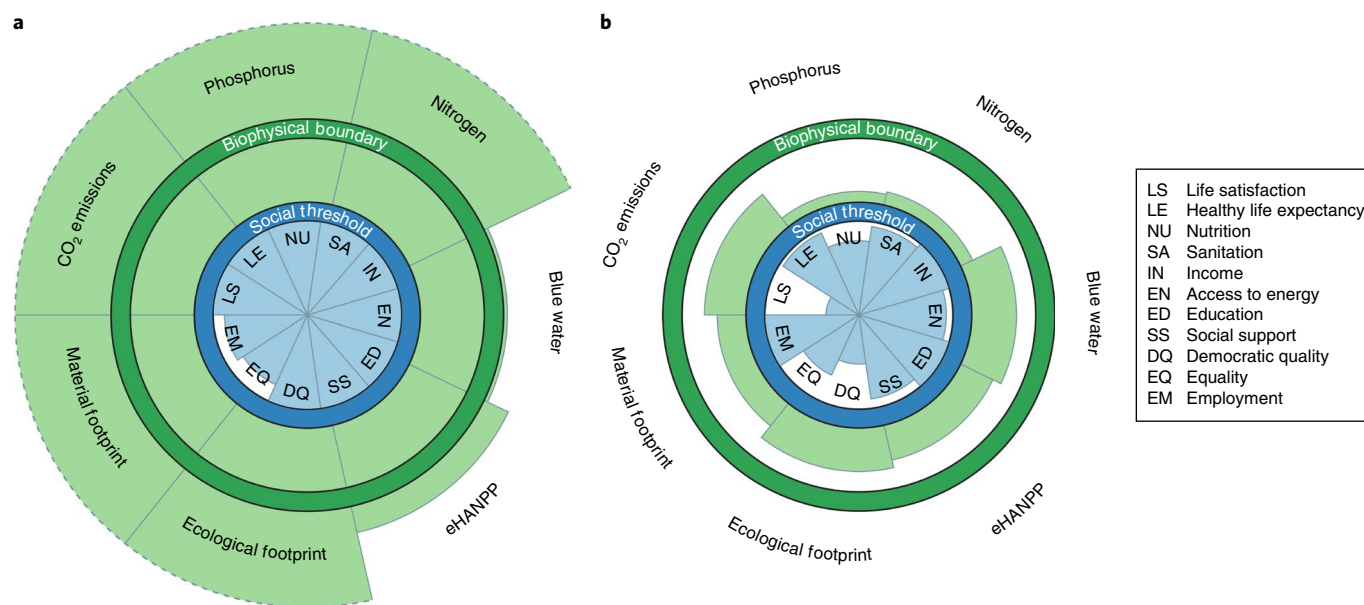 a
Phosphorus
Nitrogen
CO2 emissions
Biophysical boundary
Social threshold
LS
LE
NU
SA
IN
EN
ED
SS
DQ
EQ
EM
Blue water
Material footprint
Ecological footprint
eHANPP
b
Phosphorus
Nitrogen
CO2 emissions
Biophysical boundary
Social threshold
LS
LE
NU
SA
IN
EN
ED
SS
DQ
EQ
EM
Blue water
Material footprint
Ecological footprint
eHANPP
LS Life satisfaction
LE Healthy life expectancy
NU Nutrition
SA Sanitation
IN Income
EN Access to energy
ED Education
SS Social support
DQ Democratic quality
EQ Equality
EM Employment